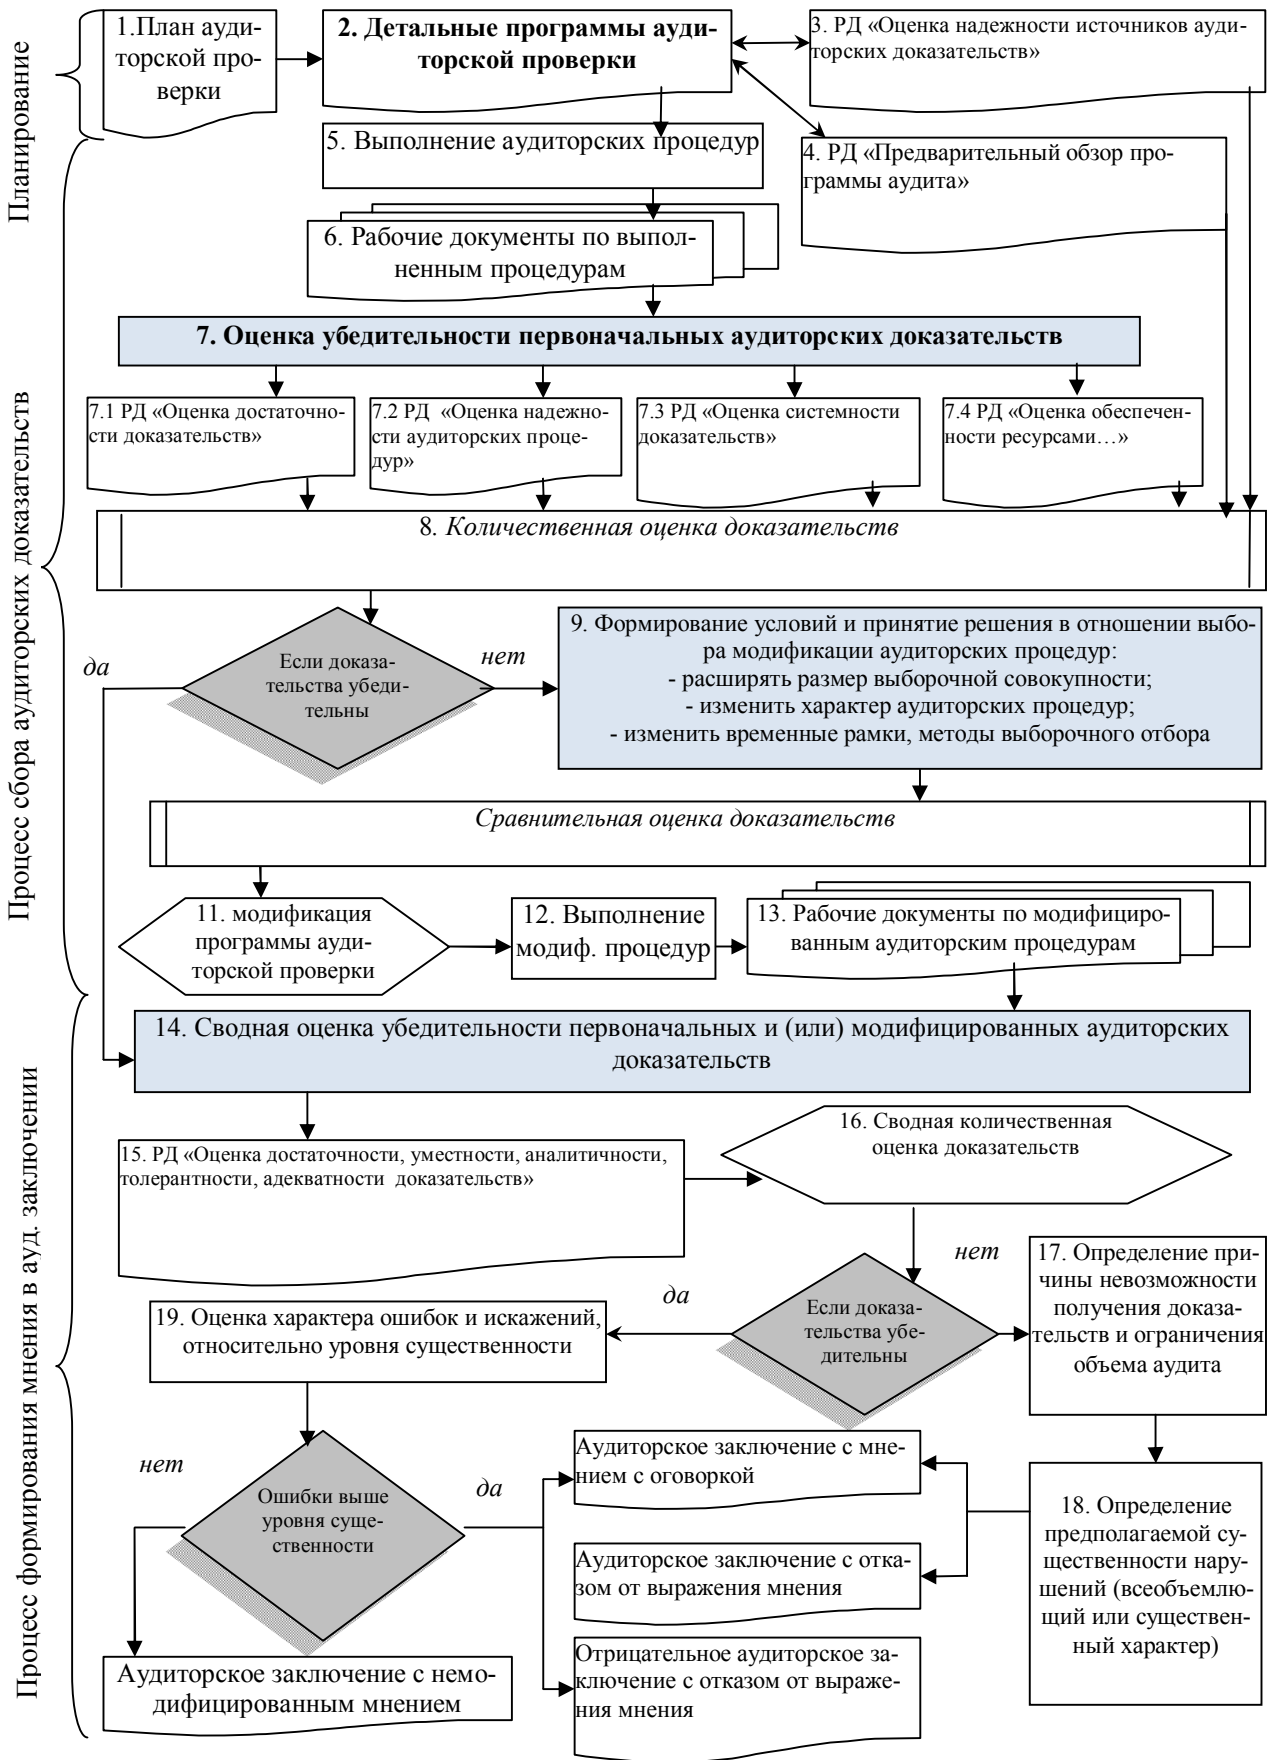 Планирование
1.План ауди-
торской про-
верки
2. Детальные программы ауди-
торской проверки
3. РД «Оценка надежности источников ауди-
торских доказательств»
4. РД «Предварительный обзор про-
граммы аудита»
5. Выполнение аудиторских процедур
6. Рабочие документы по выпол-
ненным процедурам
Процесс сбора аудиторских доказательств
7. Оценка убедительности первоначальных аудиторских доказательств
7.1 РД «Оценка достаточно-
сти доказательств»
7.2 РД «Оценка надежно-
сти аудиторских проце-
дур»
7.3 РД «Оценка системности
доказательств»
7.4 РД «Оценка обеспечен-
ности ресурсами…»
8. Количественная оценка доказательств
да
Если доказа-
тельства убеди-
тельны
нет
9. Формирование условий и принятие решения в отношении выбо-
ра модификации аудиторских процедур:
- расширять размер выборочной совокупности;
- изменить характер аудиторских процедур;
- изменить временные рамки, методы выборочного отбора
Сравнительная оценка доказательств
11. модификация
программы ауди-
торской проверки
12. Выполнение
модиф. процедур
13. Рабочие документы по модифициро-
ванным аудиторским процедурам
Процесс формирования мнения в ауд. заключении
14. Сводная оценка убедительности первоначальных и (или) модифицированных аудиторских
доказательств
15. РД «Оценка достаточности, уместности, аналитичности,
толерантности, адекватности доказательств»
16. Сводная количественная
оценка доказательств
да
Если доказа-
тельства убе-
дительны
нет
17. Определение при-
чины невозможности
получения доказа-
тельств и ограничения
объема аудита
19. Оценка характера ошибок и искажений,
относительно уровня существенности
нет
Ошибки выше
уровня суще-
ственности
да
Аудиторское заключение с мне-
нием с оговоркой
18. Определение
предполагаемой су-
щественности нару-
шений (всеобъемлю-
щий или существен-
ный характер)
Аудиторское заключение с отка-
зом от выражения мнения
Отрицательное аудиторское за-
ключение с отказом от выраже-
ния мнения
Аудиторское заключение с немо-
дифицированным мнением